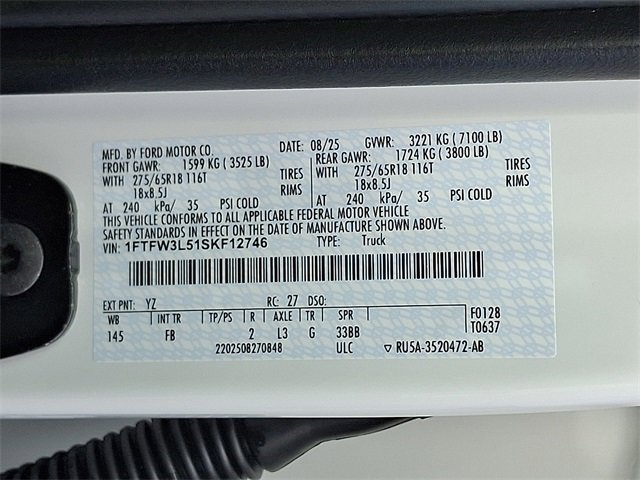 MFD. BY FORD MOTOR CO. DATE: 08/25 GVWR: 3221 KG ( 7100 LB)
FRONT GAWR: 1599 KG ( 3525 LB) REAR GAWR: 1724 KG ( 3800 LB)
WITH 275/65R18 116T TIRES WITH 275/65R18 116T TIRES
18x8.5J RIMS 18x8.5J RIMS
AT 240 kPa/ 35 PSI COLD AT 240 kPa/ 35 PSI COLD
THIS VEHICLE CONFORMS TO ALL APPLICABLE FEDERAL MOTOR VEHICLE
SAFETY STANDARDS IN EFFECT ON THE DATE OF MANUFACTURE SHOWN ABOVE.
VIN: 1FTFW3L51SKF12746 TYPE: Truck
EXT PNT: YZ RC: 27 DSO:
WB INT TR TP/PS R AXLE TR SPR F0128
145 FB 2 L3 G 33BB T0637
2202508270848 ULC ▽ RU5A-3520472-AB